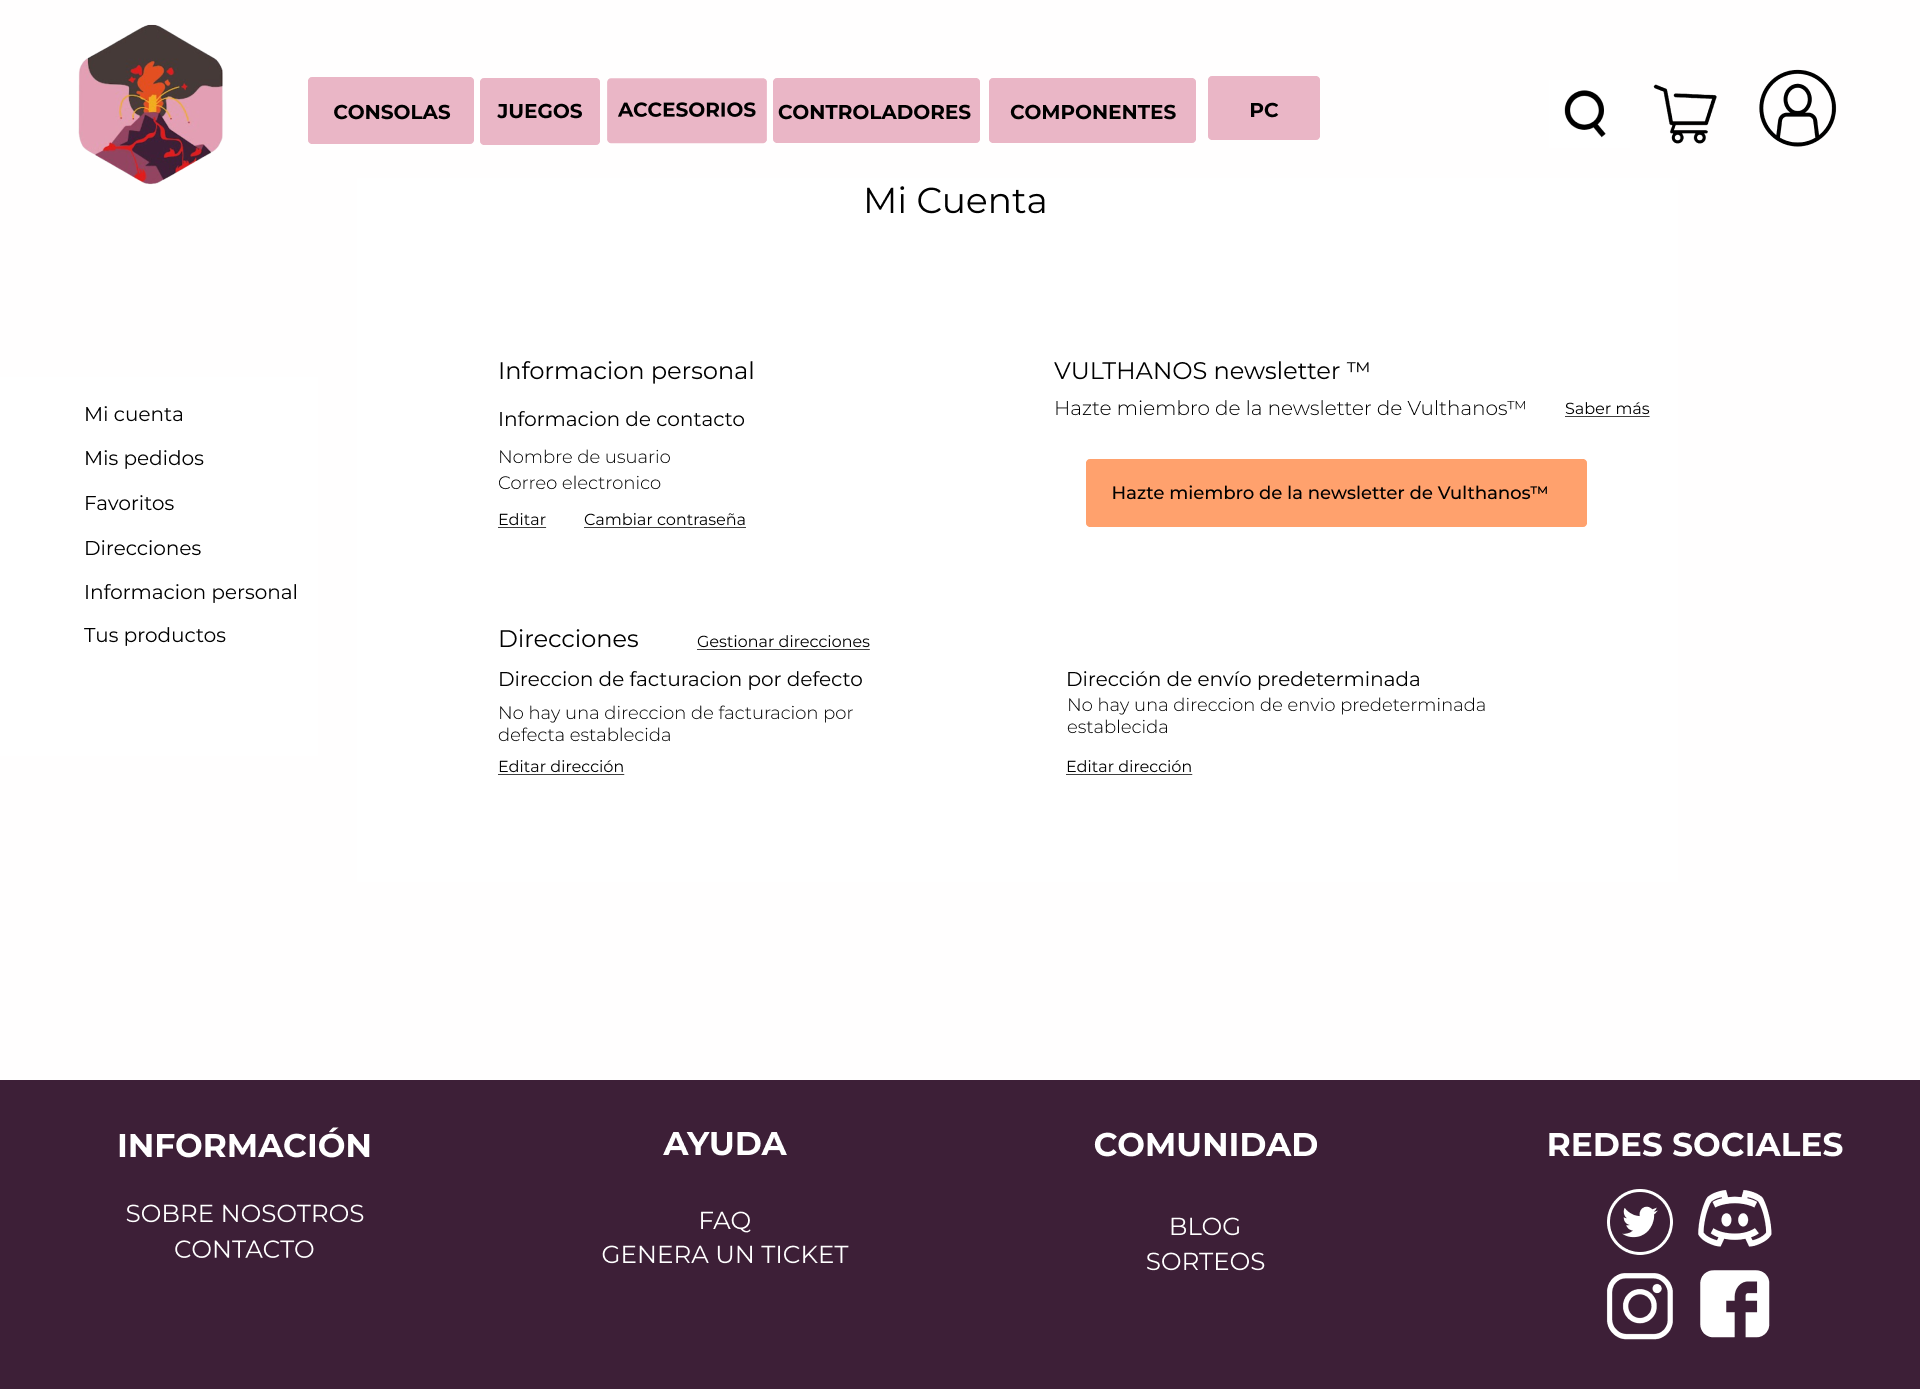 CONSOLAS
JUEGOS
ACCESORIOS
CONTROLADORES
COMPONENTES
PC
Mi Cuenta
Mi cuenta
Mis pedidos
Favoritos
Direcciones
Informacion personal
Tus productos
Informacion personal
Informacion de contacto
Nombre de usuario
Correo electronico
Editar
Cambiar contraseña
VULTHANOS newsletter ™
Hazte miembro de la newsletter de Vulthanos™
Saber más
Hazte miembro de la newsletter de Vulthanos™
Direcciones
Gestionar direcciones
Direccion de facturacion por defecto
No hay una direccion de facturacion por
defecta establecida
Editar dirección
Dirección de envío predeterminada
No hay una direccion de envio predeterminada
establecida
Editar dirección
INFORMACIÓN
SOBRE NOSOTROS
CONTACTO
AYUDA
FAQ
GENERA UN TICKET
COMUNIDAD
BLOG
SORTEOS
REDES SOCIALES